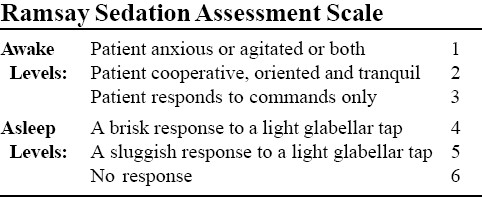 Ramsay Sedation Assessment Scale
Awake Patient anxious or agitated or both 1
Levels: Patient cooperative, oriented and tranquil 2
Patient responds to commands only 3
Asleep A brisk response to a light glabellar tap 4
Levels: A sluggish response to a light glabellar tap 5
No response 6